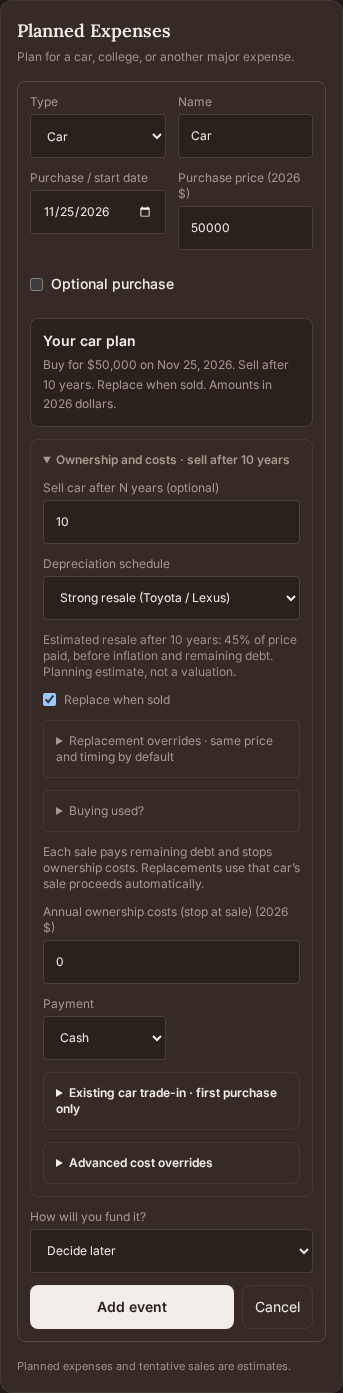 Planned Expenses
Plan for a car, college, or another major expense.
Type
Name
Car
Car
Purchase / start date
Purchase price (2026
$)
11/25/2026
50000
Optional purchase
Your car plan
Buy for $50,000 on Nov 25, 2026. Sell after
10 years. Replace when sold. Amounts in
2026 dollars.
Ownership and costs · sell after 10 years
Sell car after N years (optional)
10
Depreciation schedule
Strong resale (Toyota / Lexus)
Estimated resale after 10 years: 45% of price
paid, before inflation and remaining debt.
Planning estimate, not a valuation.
Replace when sold
Replacement overrides · same price
and timing by default
Buying used?
Each sale pays remaining debt and stops
ownership costs. Replacements use that car's
sale proceeds automatically.
Annual ownership costs (stop at sale) (2026
$)
0
Payment
Cash
Existing car trade-in · first purchase
only
Advanced cost overrides
How will you fund it?
Decide later
Add event
Cancel
Planned expenses and tentative sales are estimates.